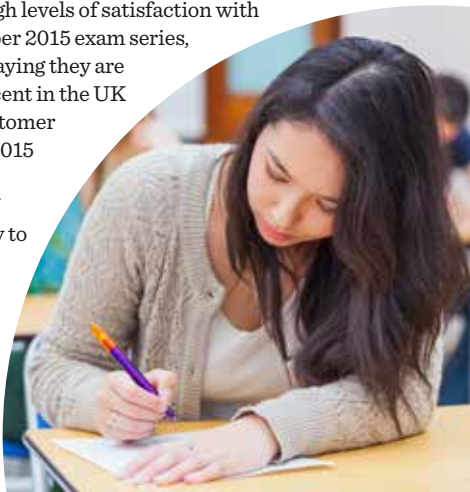 gh levels of satisfaction with
er 2015 exam series,
aying they are
cent in the UK
tomer
015
y to